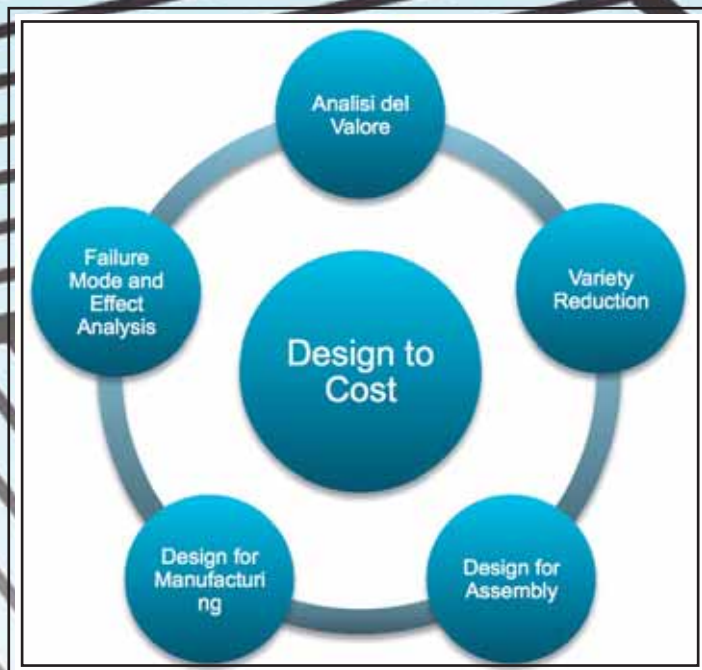 Analisi del
Valore
Failure
Mode and
Effect
Analysis
Variety
Reduction
Design to
Cost
Design for
Manufacturi
ng
Design for
Assembly